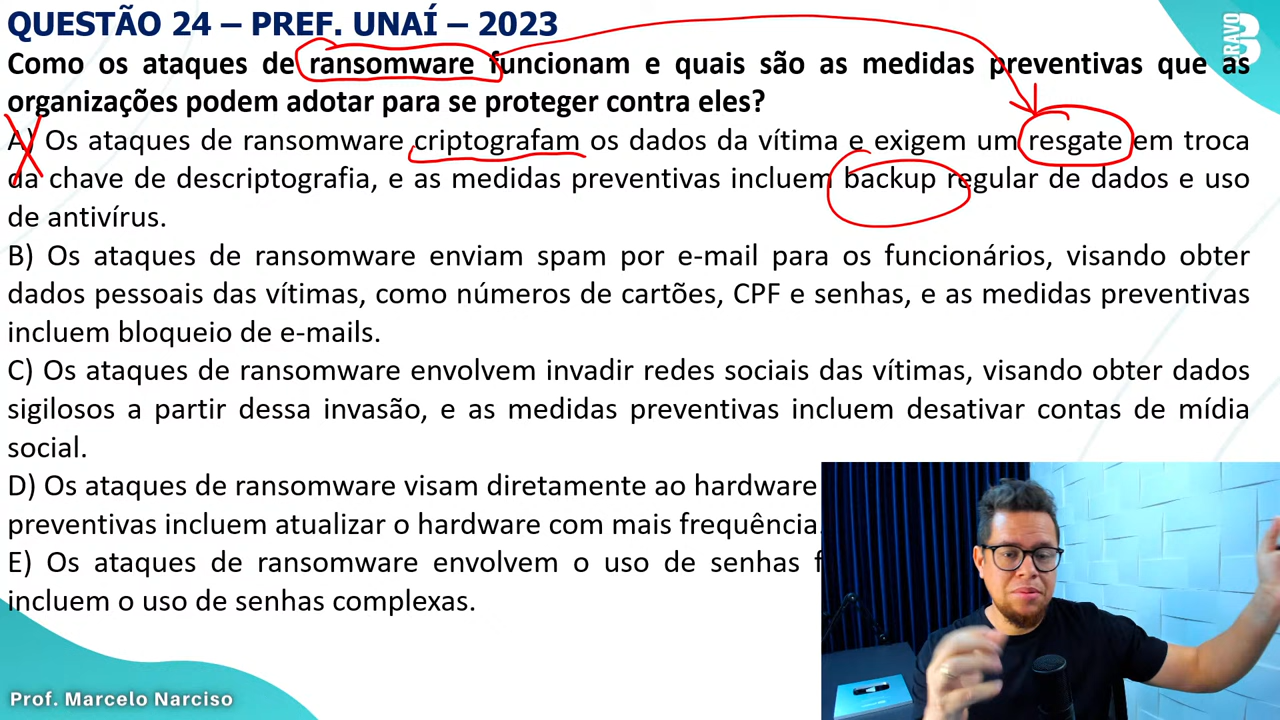 QUESTÃO 24 – PREF. UNAÍ – 2023
BRAVO
Como os ataques de ransomware funcionam e quais são as medidas preventivas que as
organizações podem adotar para se proteger contra eles?
A) Os ataques de ransomware criptografam os dados da vítima e exigem um resgate em troca
da chave de descriptografia, e as medidas preventivas incluem backup regular de dados e uso
de antivírus.
B) Os ataques de ransomware enviam spam por e-mail para os funcionários, visando obter
dados pessoais das vítimas, como números de cartões, CPF e senhas, e as medidas preventivas
incluem bloqueio de e-mails.
C) Os ataques de ransomware envolvem invadir redes sociais das vítimas, visando obter dados
sigilosos a partir dessa invasão, e as medidas preventivas incluem desativar contas de mídia
social.
D) Os ataques de ransomware visam diretamente ao hardware
preventivas incluem atualizar o hardware com mais frequência.
E) Os ataques de ransomware envolvem o uso de senhas
incluem o uso de senhas complexas.
Prof. Marcelo Narciso